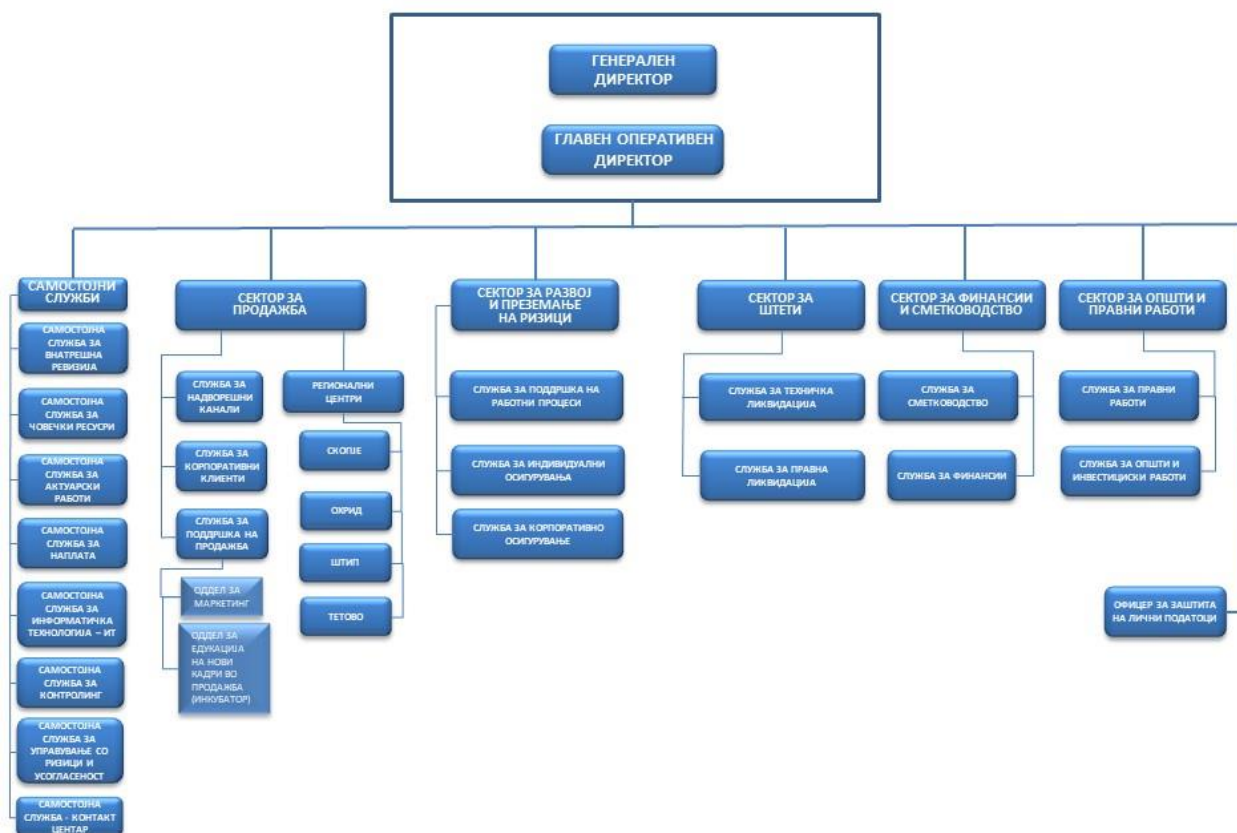 ГЕНЕРАЛЕН
ДИРЕКТОР
ГЛАВЕН ОПЕРАТИВЕН
ДИРЕКТОР
САМОСТОЈНИ
СЛУЖБИ
САМОСТОЈНА
СЛУЖБА ЗА
ВНАТРЕШНА
РЕВИЗИЈА
САМОСТОЈНА
СЛУЖБА ЗА
ЧОВЕЧКИ РЕСУСРИ
САМОСТОЈНА
СЛУЖБА ЗА
АКТУАРСКИ
РАБОТИ
САМОСТОЈНА
СЛУЖБА ЗА
НАПЛАТА
САМОСТОЈНА
СЛУЖБА ЗА
ИНФОРМАТИЧКА
ТЕХНОЛОГИЈА – ИТ
САМОСТОЈНА
СЛУЖБА ЗА
КОНТРОЛИНГ
САМОСТОЈНА
СЛУЖБА ЗА
УПРАВУВАЊЕ СО
РИЗИЦИ И
УСОГЛАСЕНОСТ
САМОСТОЈНА
СЛУЖБА - КОНТАКТ
ЦЕНТАР
СЕКТОР ЗА
ПРОДАЖБА
СЛУЖБА ЗА
НАДВОРЕШНИ
КАНАЛИ
СЛУЖБА ЗА
КОРПОРАТИВНИ
КЛИЕНТИ
СЛУЖБА ЗА
ПОДДРШКА НА
ПРОДАЖБА
ОДДЕЛ ЗА
МАРКЕТИНГ
ОДДЕЛ ЗА
ЕДУКАЦИЈА
НА НОВИ
КАДРИ ВО
ПРОДАЖБА
(ИНКУБАТОР)
РЕГИОНАЛНИ
ЦЕНТРИ
СКОПЈЕ
ОХРИД
ШТИП
ТЕТОВО
СЕКТОР ЗА РАЗВОЈ
И ПРЕЗЕМАЊЕ
НА РИЗИЦИ
СЛУЖБА ЗА ПОДДРШКА НА
РАБОТНИ ПРОЦЕСИ
СЛУЖБА ЗА ИНДИВИДУАЛНИ
ОСИГУРУВАЊА
СЛУЖБА ЗА КОРПОРАТИВНО
ОСИГУРУВАЊЕ
СЕКТОР ЗА
ШТЕТИ
СЛУЖБА ЗА ТЕХНИЧКА
ЛИКВИДАЦИЈА
СЛУЖБА ЗА ПРАВНА
ЛИКВИДАЦИЈА
СЕКТОР ЗА ФИНАНСИИ
И СМЕТКОВОДСТВО
СЛУЖБА ЗА
СМЕТКОВОДСТВО
СЛУЖБА ЗА ФИНАНСИИ
СЕКТОР ЗА ОПШТИ И
ПРАВНИ РАБОТИ
СЛУЖБА ЗА ПРАВНИ
РАБОТИ
СЛУЖБА ЗА ОПШТИ И
ИНВЕСТИЦИСКИ РАБОТИ
ОФИЦЕР ЗА ЗАШТИТА
НА ЛИЧНИ ПОДАТОЦИ